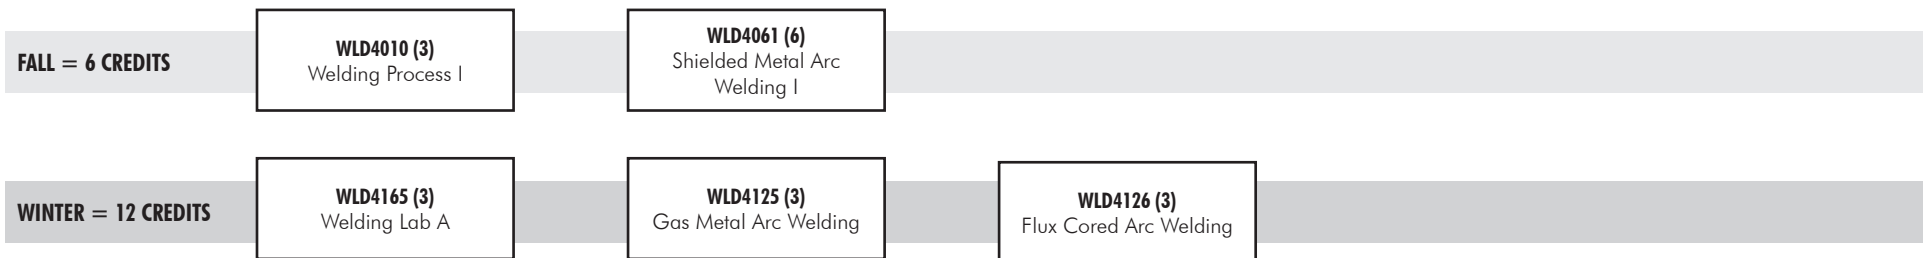 FALL = 6 CREDITS
WLD4010 (3)
Welding Process I
WLD4061 (6)
Shielded Metal Arc
Welding I
WINTER = 12 CREDITS
WLD4165 (3)
Welding Lab A
WLD4125 (3)
Gas Metal Arc Welding
WLD4126 (3)
Flux Cored Arc Welding